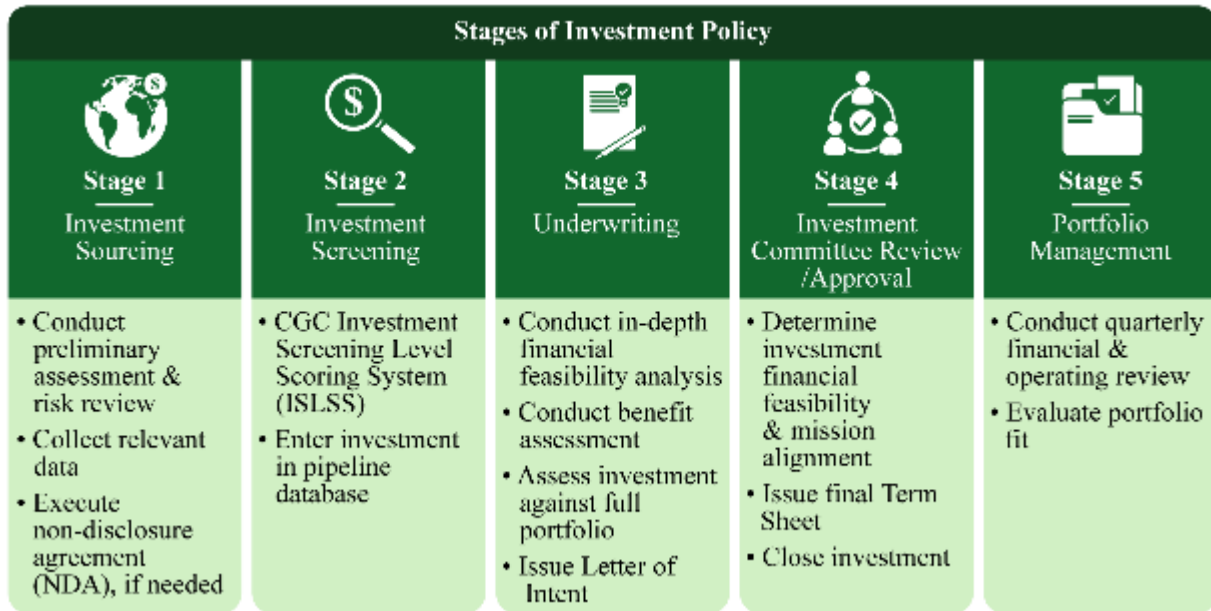 Stages of Investment Policy
$
Stage 1
Investment
Sourcing
• Conduct
preliminary
assessment &
risk review
• Collect relevant
data
• Execute
non-disclosure
agreement
(NDA), if needed
$
Stage 2
Investment
Screening
• CGC Investment
Screening Level
Scoring System
(ISLSS)
• Enter investment
in pipeline
database
Stage 3
Underwriting
• Conduct in-depth
financial
feasibility analysis
• Conduct benefit
assessment
• Assess investment
against full
portfolio
• Issue Letter of
Intent
Stage 4
Investment
Committee Review
/Approval
• Determine
investment
financial
feasibility
& mission
alignment
• Issue final Term
Sheet
• Close investment
Stage 5
Portfolio
Management
• Conduct quarterly
financial &
operating review
• Evaluate portfolio
fit